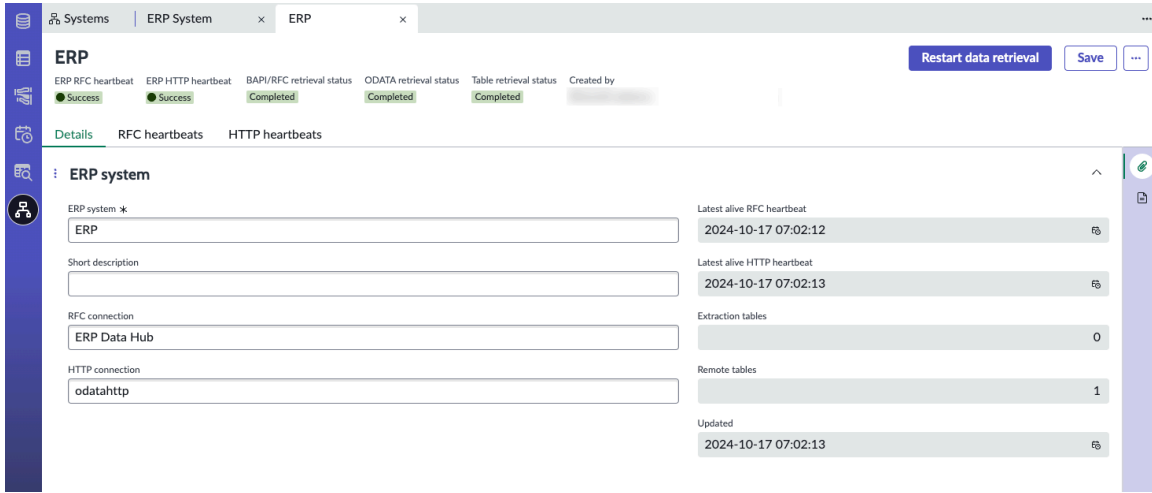 Systems ERP System × ERP ×
ERP
Restart data retrieval Save
ERP RFC heartbeat ERP HTTP heartbeat BAPI/RFC retrieval status ODATA retrieval status Table retrieval status Created by
Success Success Completed Completed Completed
Details RFC heartbeats HTTP heartbeats
ERP system
ERP system * Latest alive RFC heartbeat
ERP 2024-10-17 07:02:12
Short description Latest alive HTTP heartbeat
2024-10-17 07:02:13
RFC connection Extraction tables
ERP Data Hub 0
HTTP connection Remote tables
odatahttp 1
Updated
2024-10-17 07:02:13